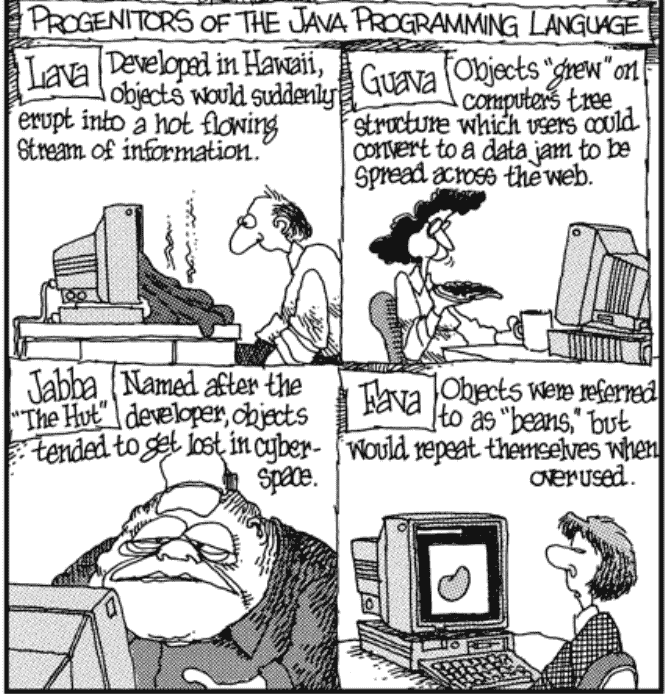 PROGENITORS OF THE JAVA PROGRAMMING LANGUAGE
Lava
Developed in Hawaii,
objects would suddenly
erupt into a hot flowing
stream of information.
Guava
Objects "grew" on
computer's tree
structure which users could
convert to a data jam to be
spread across the web.
Jabba
"The Hut"
Named after the
developer, objects
tended to get lost in cyber-
space.
Fava
Objects were referred
to as "beans," but
would repeat themselves when
overused.